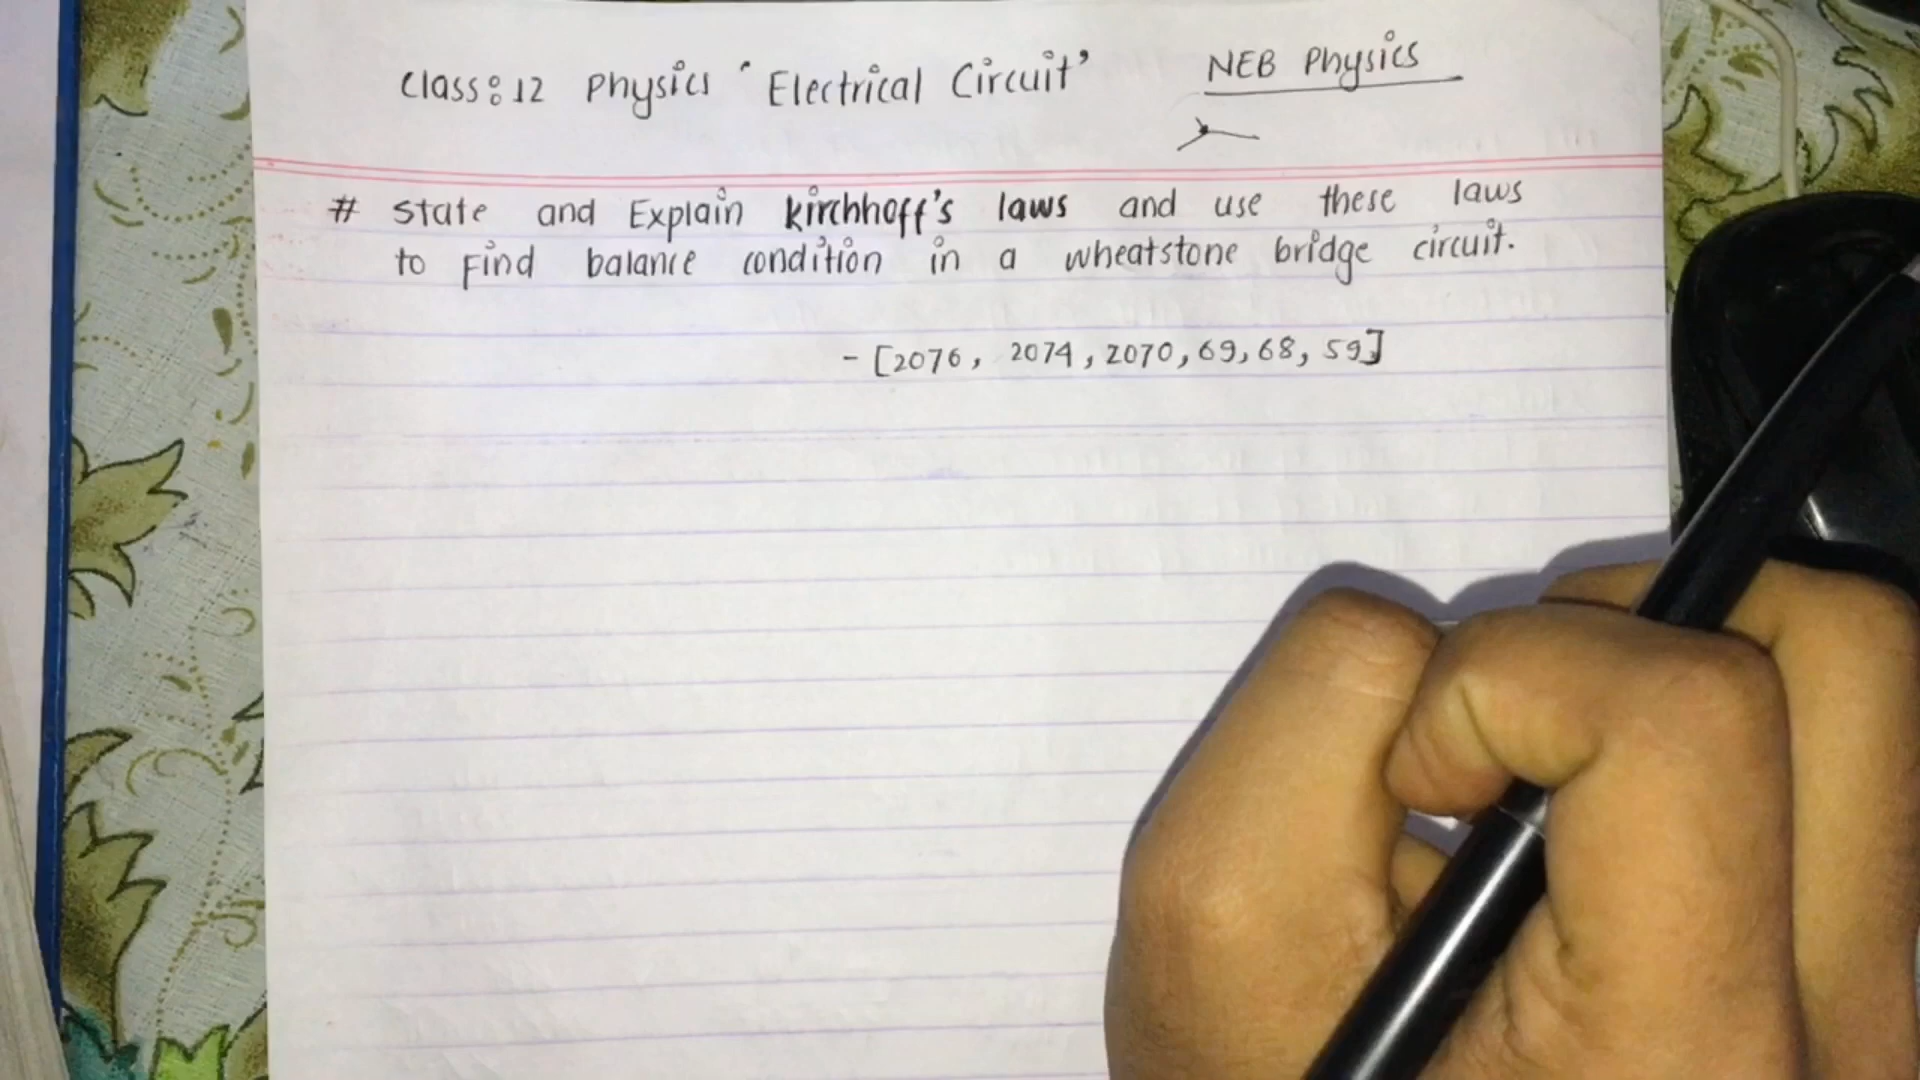 Class: 12 Physics ‘Electrical Circuit’ NEB Physics
# State and Explain Kirchhoff's laws and use these laws
to Find balance condition in a wheatstone bridge circuit.
- [2076, 2074, 2070, 69, 68, 59]